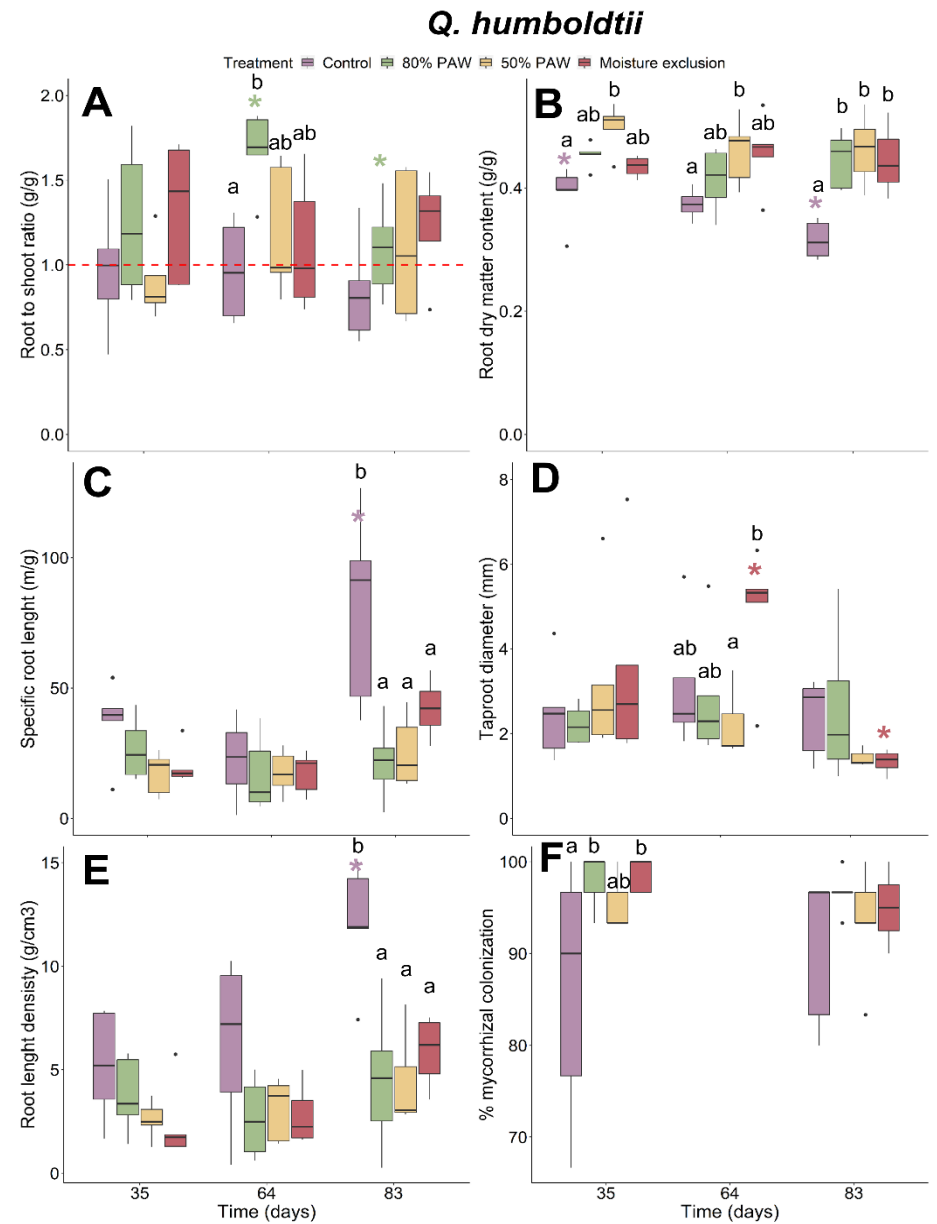 Q. humboldtii
Treatment Control 80% PAW 50% PAW Moisture exclusion
A
Root to shoot ratio (g/g)
2.0
1.5
1.0
0.5
0.0
a
b
*
ab
ab
*
B
Root dry matter content (g/g)
0.4
0.2
0.0
a
*
ab
b
ab
a
ab
b
ab
a
*
b
b
b
C
Specific root lenght (m/g)
100
50
0
b
*
a
a
a
D
Taproot diameter (mm)
8
6
4
2
0
ab
ab
a
b
*
*
E
Root lenght densisty (g/cm3)
15
10
5
0
b
*
a
a
a
35
64
83
Time (days)
F
% mycorrhizal colonization
100
90
80
70
a
b
ab
b
35
64
83
Time (days)